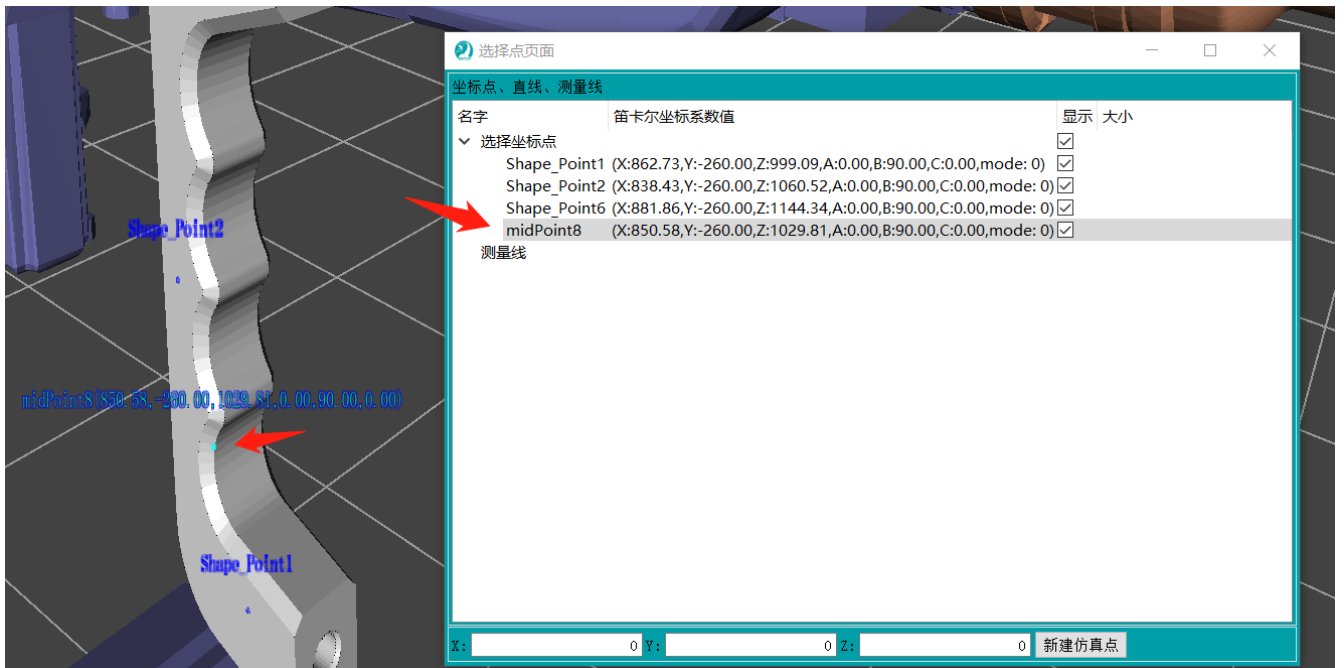 选择点页面
坐标点、直线、测量线
名字 笛卡尔坐标系数值 显示 大小
选择坐标点
Shape_Point1 (X:862.73,Y:-260.00,Z:999.09,A:0.00,B:90.00,C:0.00,mode: 0)
Shape_Point2 (X:838.43,Y:-260.00,Z:1060.52,A:0.00,B:90.00,C:0.00,mode: 0)
Shape_Point6 (X:881.86,Y:-260.00,Z:1144.34,A:0.00,B:90.00,C:0.00,mode: 0)
midPoint8 (X:850.58,Y:-260.00,Z:1029.81,A:0.00,B:90.00,C:0.00,mode: 0)
测量线
Shape_Point2
midPoint8(850.58,-260.00,1029.81,0.00,90.00,0.00)
Shape_Point1
X: 0 Y: 0 Z: 0 新建仿真点